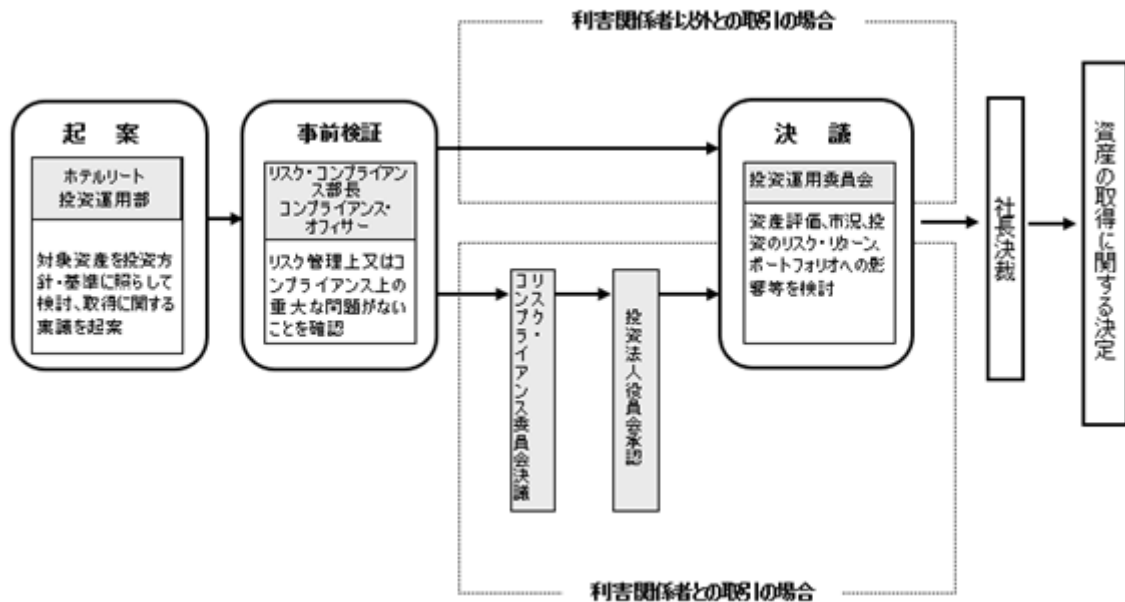 利害関係者以外との取引の場合
起 案
ホテルリート
投資運用部
対象資産を投資方
針・基準に照らして
検討、取得に関する
稟議を起案
事前検証
リスク・コンプライアン
ス部長
コンプライアンス・
オフィサー
リスク管理上又はコ
ンプライアンス上の
重大な問題がない
ことを確認
リスク・
コンプライアンス委員会決議
投資法人役員会承認
決 議
投資運用委員会
資産評価、市況、投
資のリスク・リターン、
ポートフォリオへの影
響等を検討
社長決裁
資産の取得に関する決定
利害関係者との取引の場合